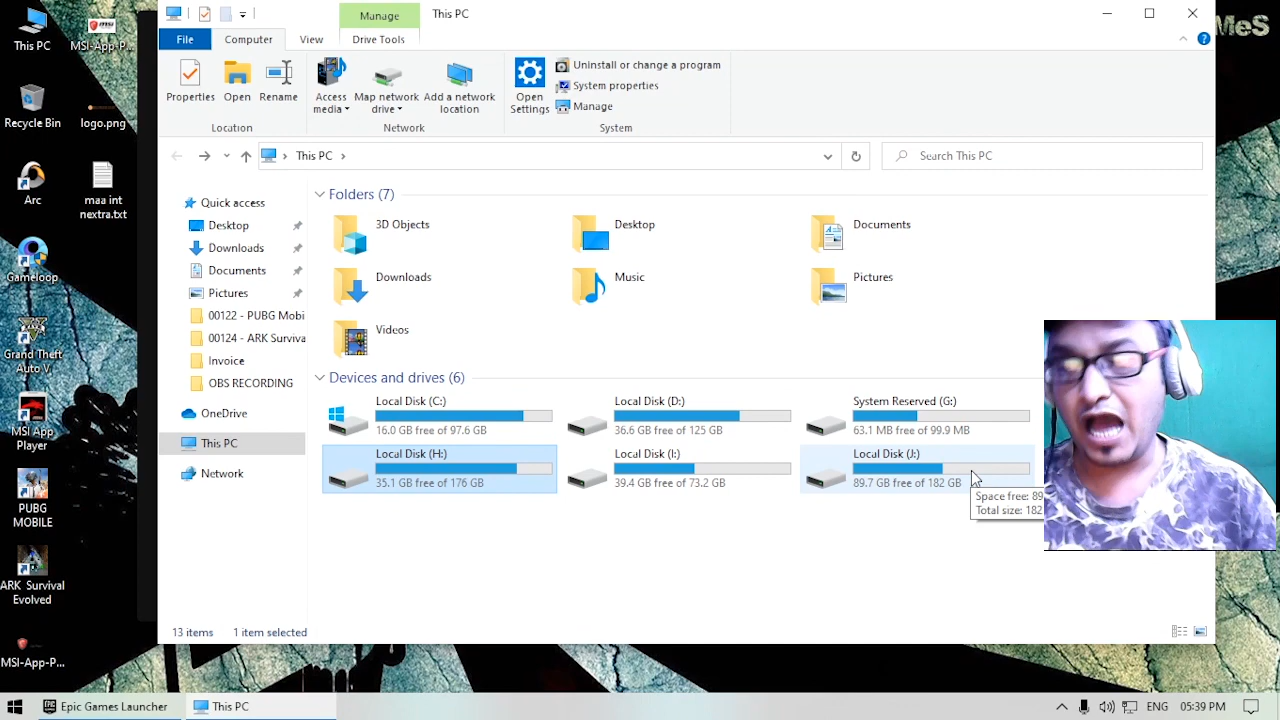 This PC
MSI-App-P...
Recycle Bin
logo.png
Arc
maa int
nextra.txt
Gameloop
Grand Theft
Auto V
MSI App
Player
PUBG
MOBILE
ARK Survival
Evolved
MSI-App-P...
Manage
This PC
File
Computer
View
Drive Tools
Properties
Open
Rename
Access
media
Map network
drive
Add a network
location
Open
Settings
Uninstall or change a program
System properties
Manage
Location
Network
System
This PC
Search This PC
Quick access
Desktop
Downloads
Documents
Pictures
00122 - PUBG Mobi
00124 - ARK Surviva
Invoice
OBS RECORDING
OneDrive
This PC
Network
Folders (7)
3D Objects
Desktop
Documents
Downloads
Music
Pictures
Videos
Devices and drives (6)
Local Disk (C:)
16.0 GB free of 97.6 GB
Local Disk (D:)
36.6 GB free of 125 GB
System Reserved (G:)
63.1 MB free of 99.9 MB
Local Disk (H:)
35.1 GB free of 176 GB
Local Disk (I:)
39.4 GB free of 73.2 GB
Local Disk (J:)
89.7 GB free of 182 GB
Space free: 89
Total size: 182
13 items
1 item selected
MeS
Epic Games Launcher
This PC
ENG
05:39 PM